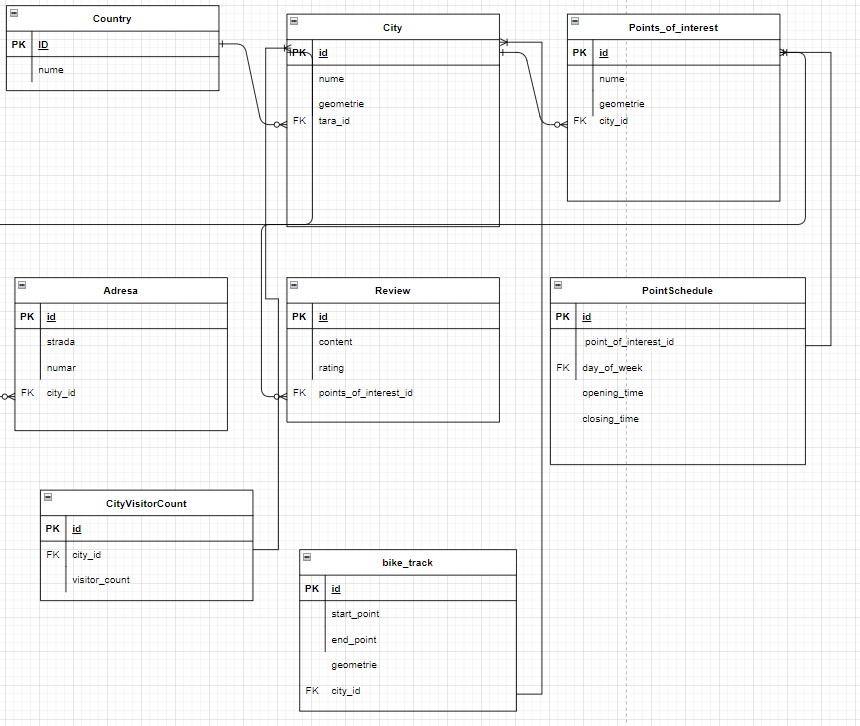 Country
PK ID
nume
City
PK id
nume
geometrie
FK tara_id
Points_of_interest
PK id
nume
geometrie
FK city_id
Adresa
PK id
strada
numar
FK city_id
Review
PK id
content
rating
FK points_of_interest_id
PointSchedule
PK id
point_of_interest_id
FK day_of_week
opening_time
closing_time
CityVisitorCount
PK id
FK city_id
visitor_count
bike_track
PK id
start_point
end_point
geometrie
FK city_id